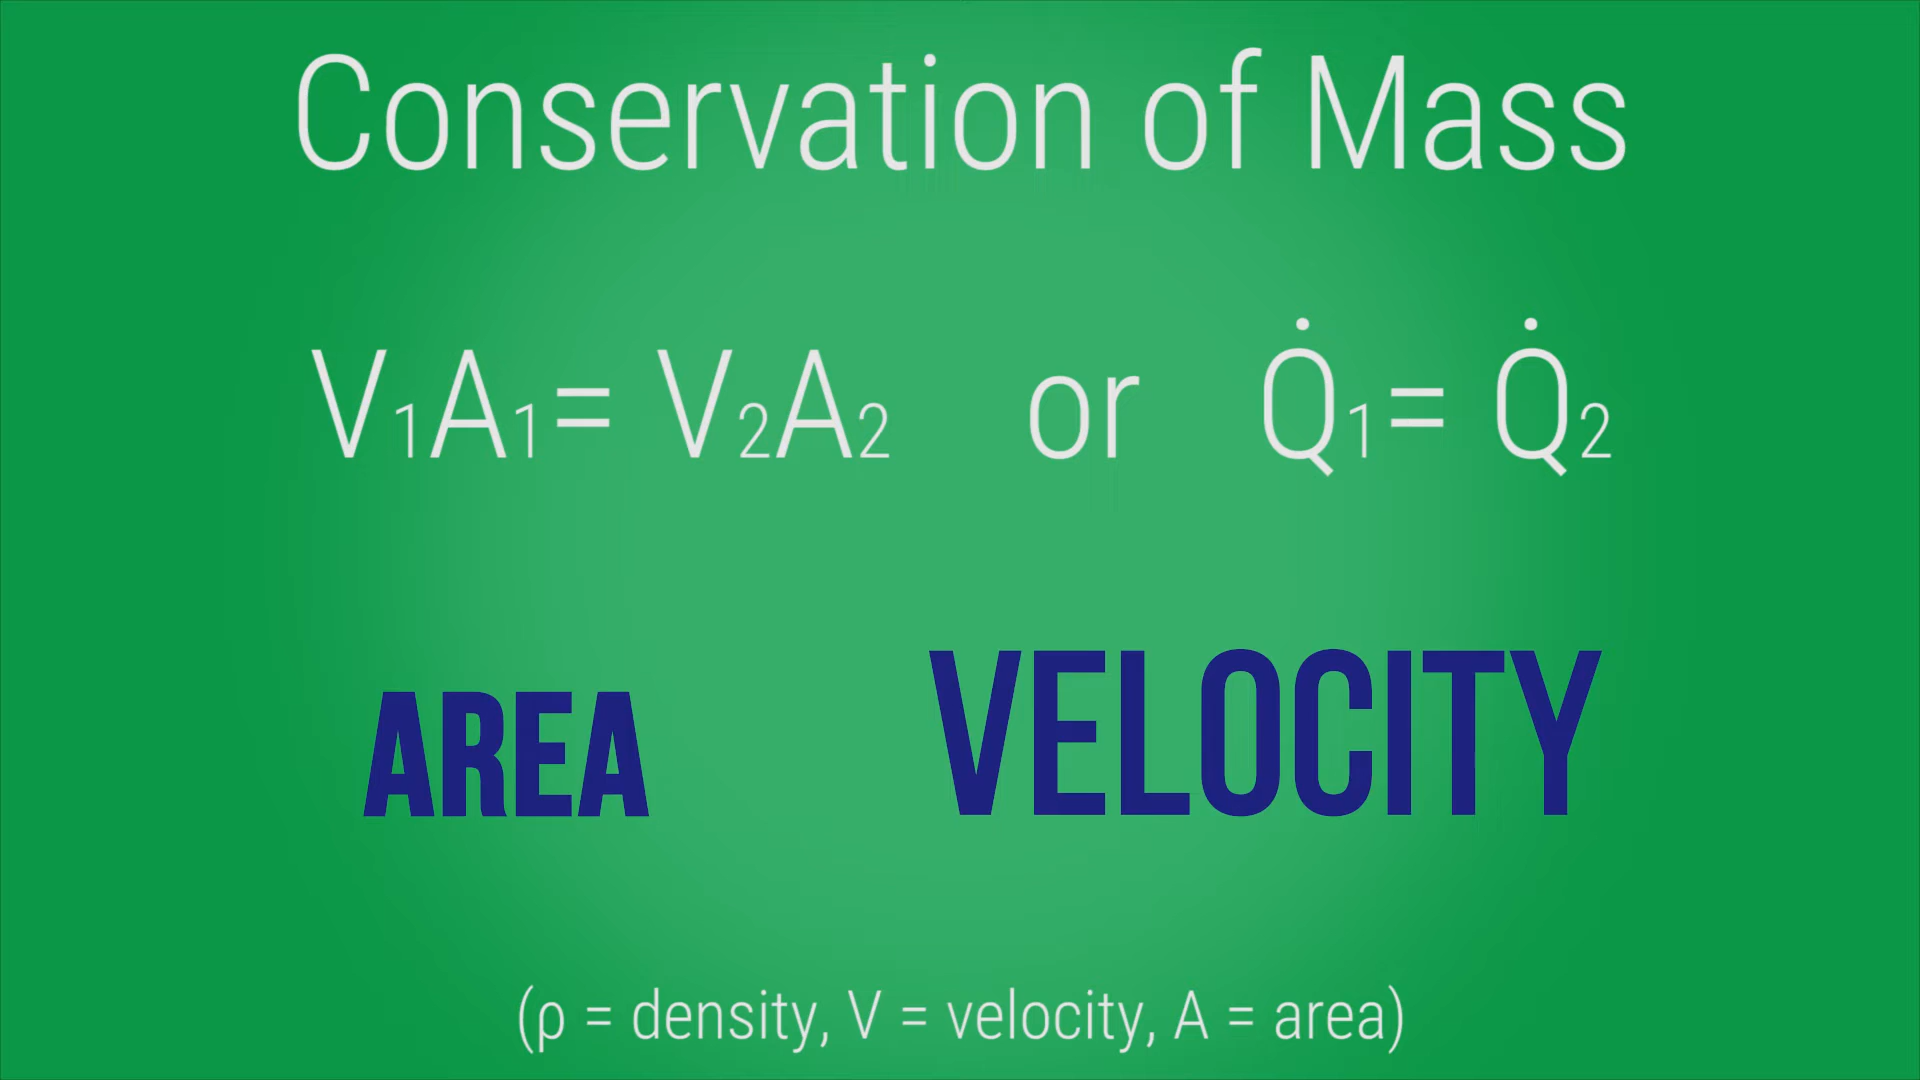 Conservation of Mass
V₁A₁= V₂A₂ or Q̇₁= Q̇₂
AREA VELOCITY
(ρ = density, V = velocity, A = area)